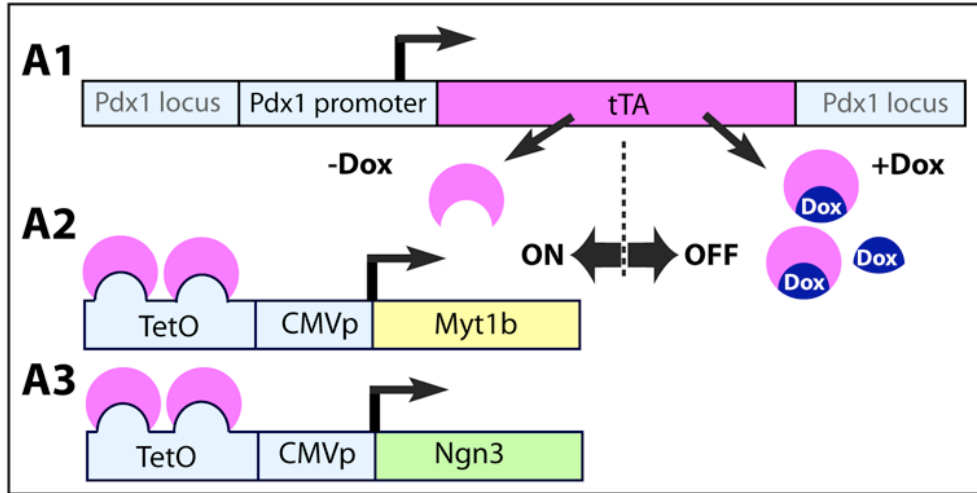 A1
Pdx1 locus Pdx1 promoter tTA Pdx1 locus
-Dox +Dox
Dox
A2
ON OFF Dox
Dox
TetO CMVp Myt1b
A3
TetO CMVp Ngn3